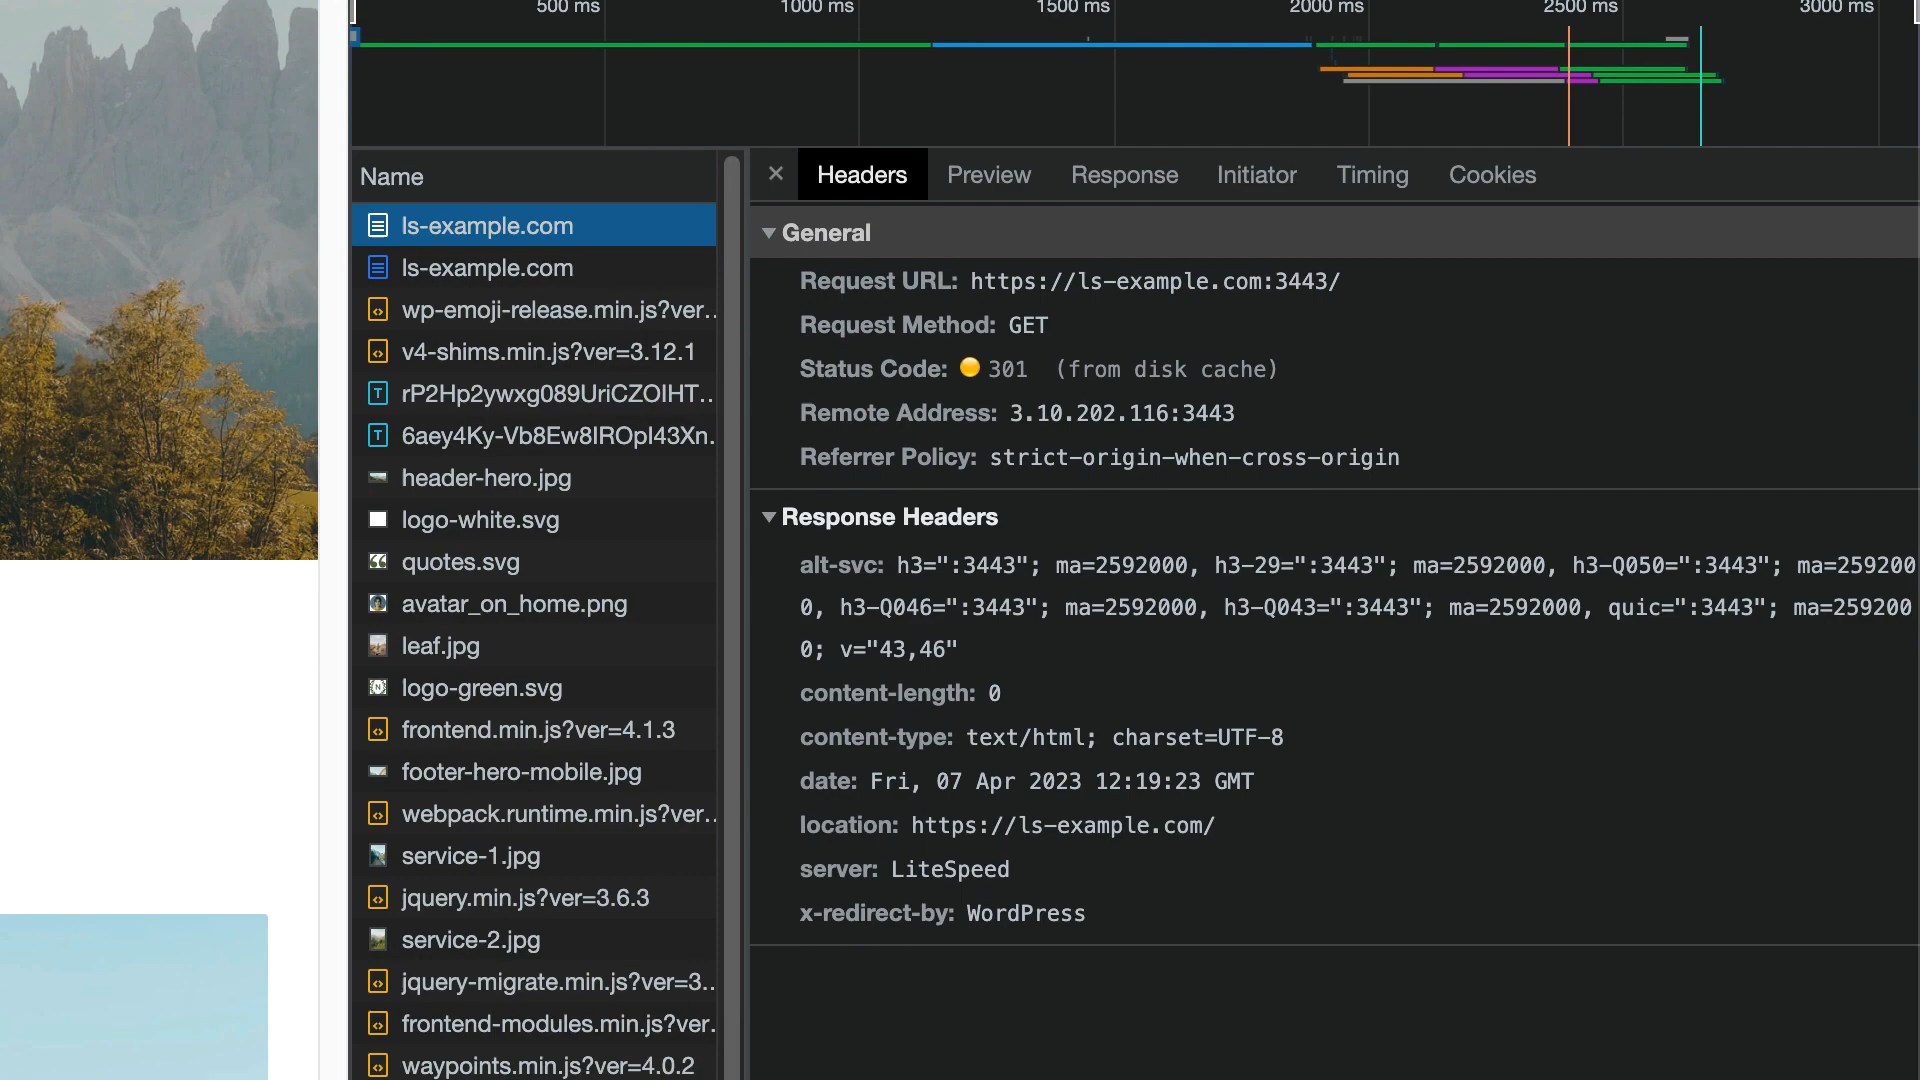 500 ms 1000 ms 1500 ms 2000 ms 2500 ms 3000 ms
Name
ls-example.com
ls-example.com
wp-emoji-release.min.js?ver..
v4-shims.min.js?ver=3.12.1
rP2Hp2ywxg089UriCZOIHT..
6aey4Ky-Vb8Ew8IROpI43Xn.
header-hero.jpg
logo-white.svg
quotes.svg
avatar_on_home.png
leaf.jpg
logo-green.svg
frontend.min.js?ver=4.1.3
footer-hero-mobile.jpg
webpack.runtime.min.js?ver..
service-1.jpg
jquery.min.js?ver=3.6.3
service-2.jpg
jquery-migrate.min.js?ver=3..
frontend-modules.min.js?ver.
waypoints.min.js?ver=4.0.2
Headers Preview Response Initiator Timing Cookies
General
Request URL: https://ls-example.com:3443/
Request Method: GET
Status Code: 301 (from disk cache)
Remote Address: 3.10.202.116:3443
Referrer Policy: strict-origin-when-cross-origin
Response Headers
alt-svc: h3=":3443"; ma=2592000, h3-29=":3443"; ma=2592000, h3-Q050=":3443"; ma=259200
0, h3-Q046=":3443"; ma=2592000, h3-Q043=":3443"; ma=2592000, quic=":3443"; ma=259200
0; v="43,46"
content-length: 0
content-type: text/html; charset=UTF-8
date: Fri, 07 Apr 2023 12:19:23 GMT
location: https://ls-example.com/
server: LiteSpeed
x-redirect-by: WordPress